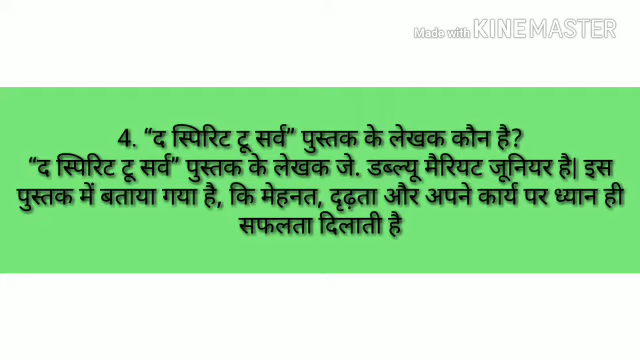 Made with KINEMASTER
4. “द स्पिरिट टू सर्व” पुस्तक के लेखक कौन है?
“द स्पिरिट टू सर्व” पुस्तक के लेखक जे. डब्ल्यू मैरियट जूनियर है| इस
पुस्तक में बताया गया है, कि मेहनत, दृढ़ता और अपने कार्य पर ध्यान ही
सफलता दिलाती है